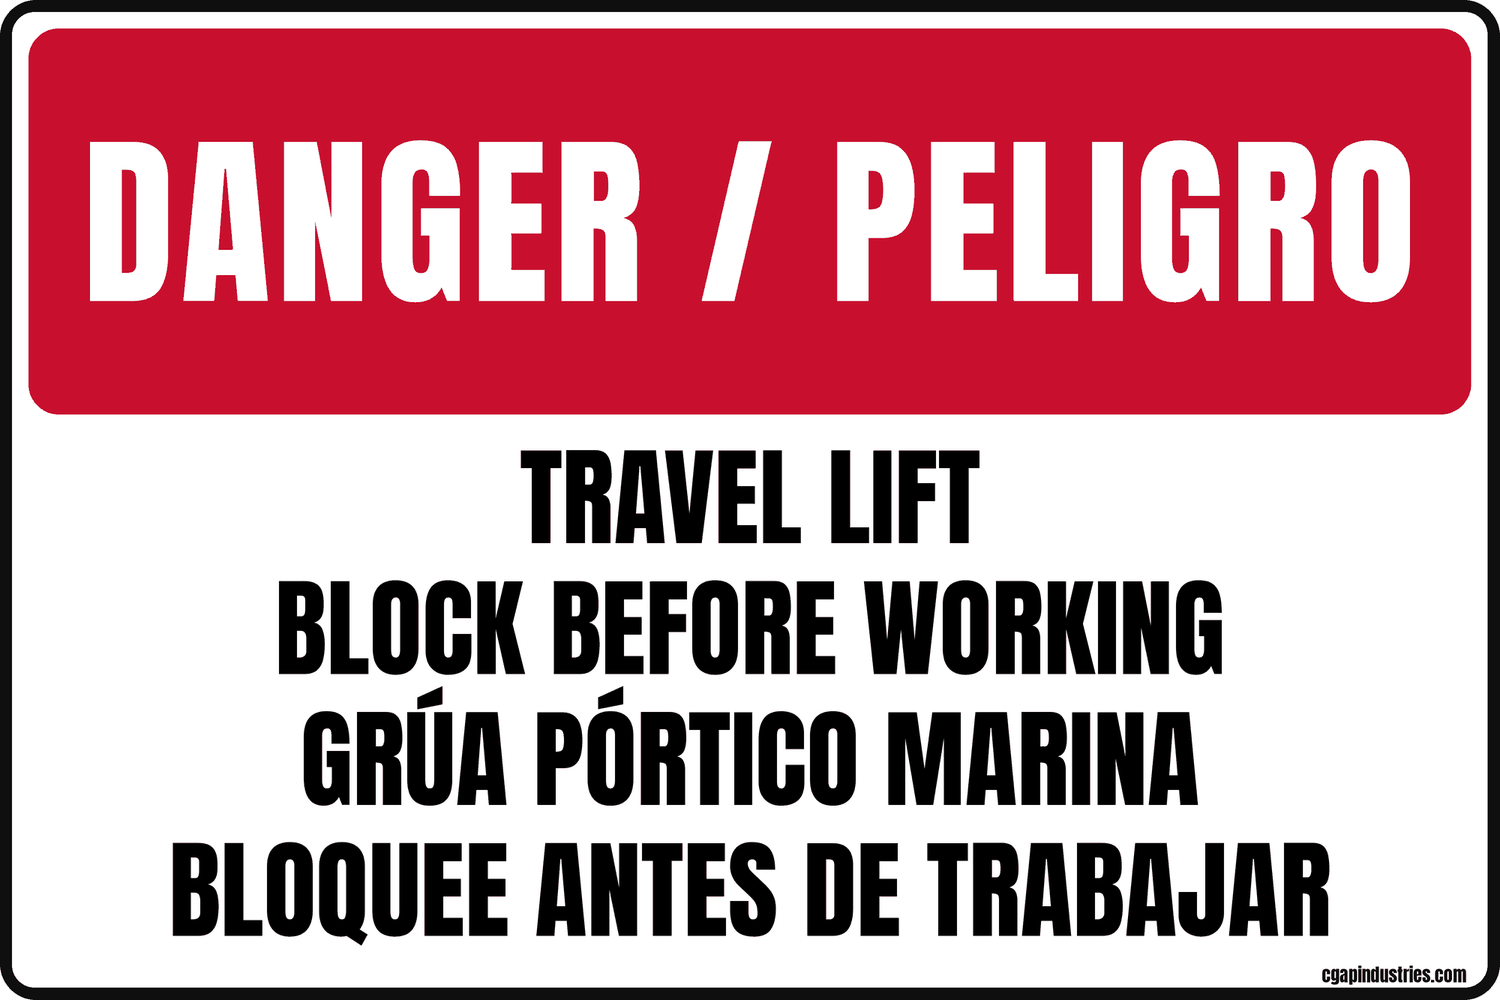 DANGER / PELIGRO
TRAVEL LIFT
BLOCK BEFORE WORKING
GRÚA PÓRTICO MARINA
BLOQUEE ANTES DE TRABAJAR
cgapindustries.com